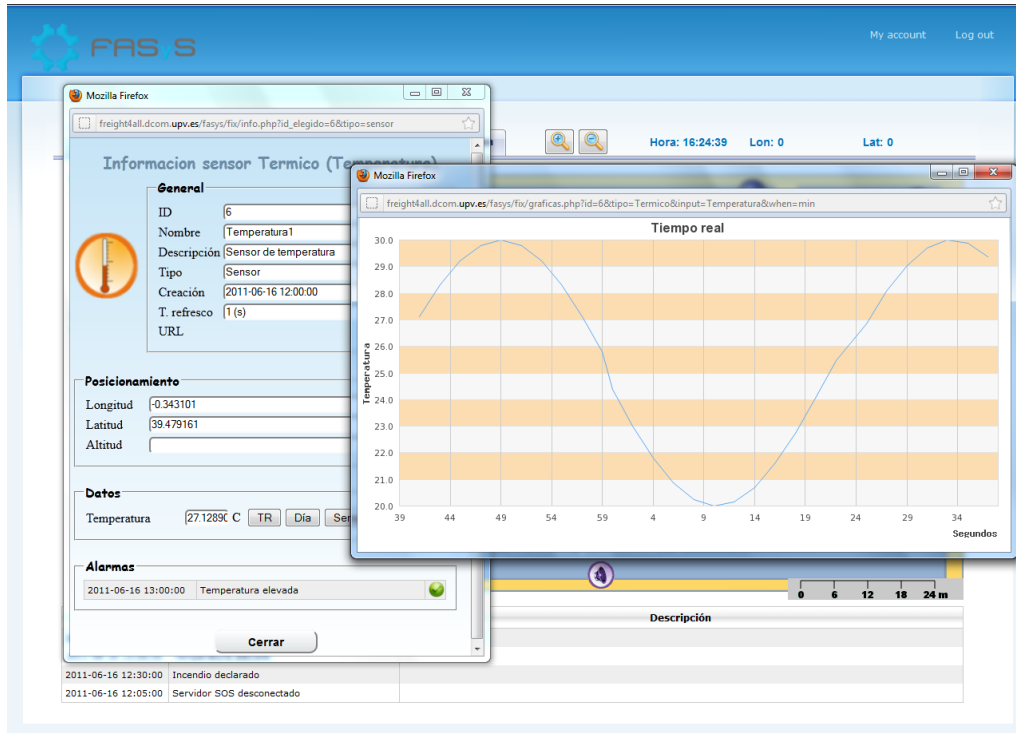 FASyS
My account Log out
Mozilla Firefox
freight4all.dcom.upv.es/fasys/fix/info.php?id_elegido=6&tipo=sensor
Hora: 16:24:39 Lon: 0 Lat: 0
Informacion sensor Termico (Temperatura)
General
ID 6
Nombre Temperatura1
Descripción Sensor de temperatura
Tipo Sensor
Creación 2011-06-16 12:00:00
T. refresco 1 (s)
URL
Posicionamiento
Longitud -0.343101
Latitud 39.479161
Altitud
Datos
Temperatura 27.1289 C TR Día
Alarmas
2011-06-16 13:00:00 Temperatura elevada
Cerrar
Mozilla Firefox
freight4all.dcom.upv.es/fasys/fix/graficas.php?id=6&tipo=Termico&input=Temperatura&when=min
Tiempo real
30.0
29.0
28.0
27.0
26.0
25.0
24.0
23.0
22.0
21.0
20.0
Temperatura
39 44 49 54 59 4 9 14 19 24 29 34
Segundos
0 6 12 18 24 m
Descripción
2011-06-16 12:30:00 Incendio declarado
2011-06-16 12:05:00 Servidor SOS desconectado